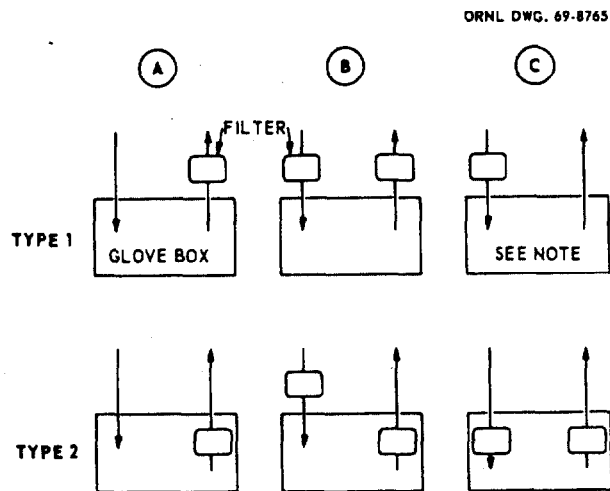 ORNL DWG. 69-8765
A B C
FILTER
TYPE 1
GLOVE BOX
SEE NOTE
TYPE 2